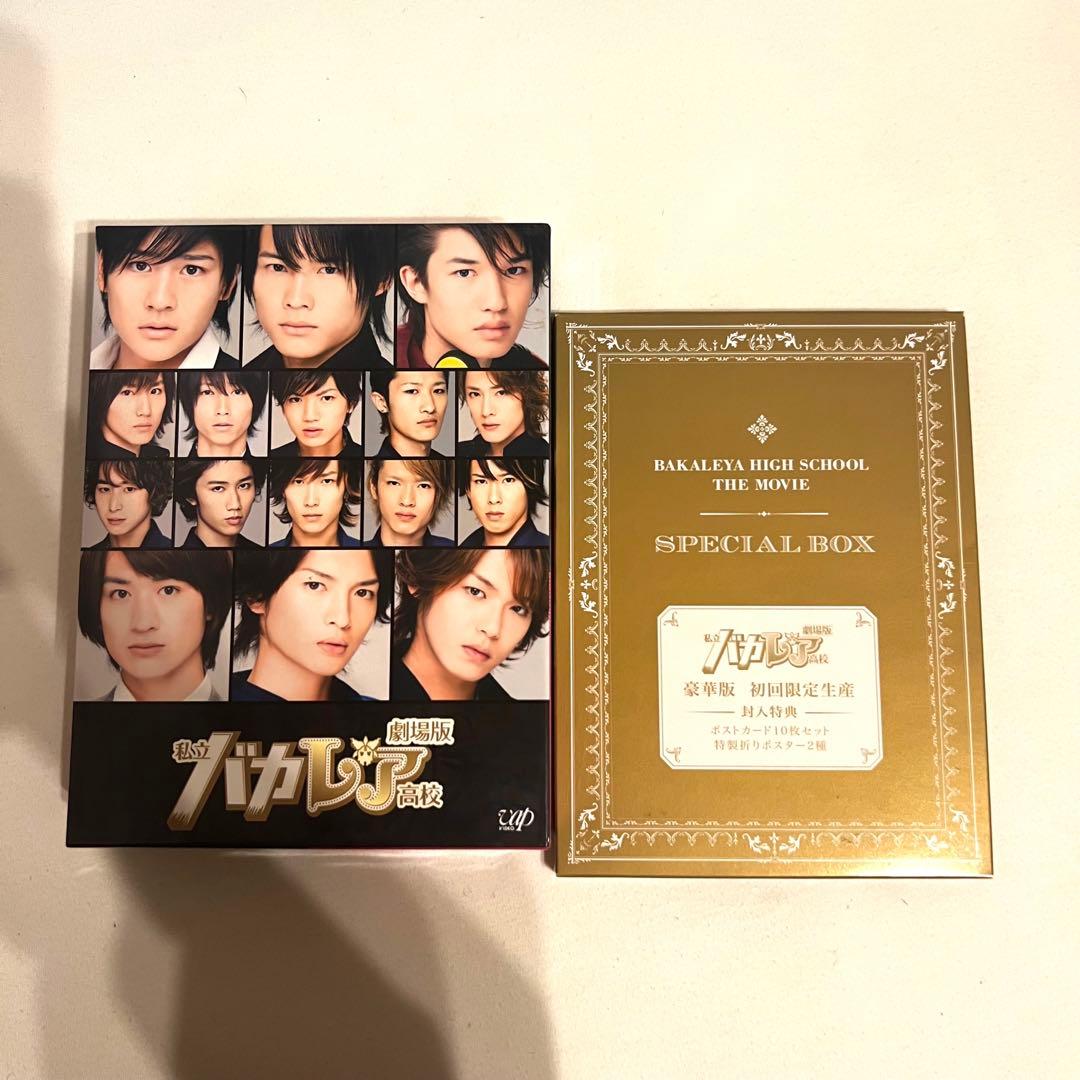 劇場版
私立
バカレア
高校
vap
VIDEO
BAKALEYA HIGH SCHOOL
THE MOVIE
SPECIAL BOX
劇場版
私立
バカレア
高校
豪華版 初回限定生産
封入特典
ポストカード10枚セット
特製折りポスター2種